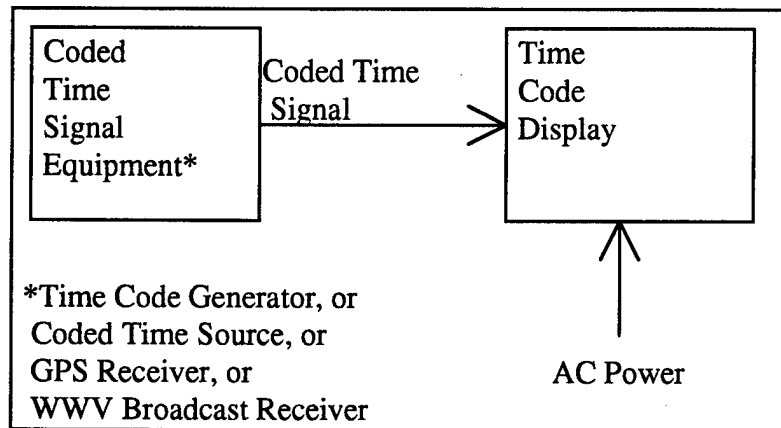 Coded
Time
Signal
Equipment*
Coded Time
Signal
Time
Code
Display
*Time Code Generator, or
Coded Time Source, or
GPS Receiver, or
WWV Broadcast Receiver
AC Power